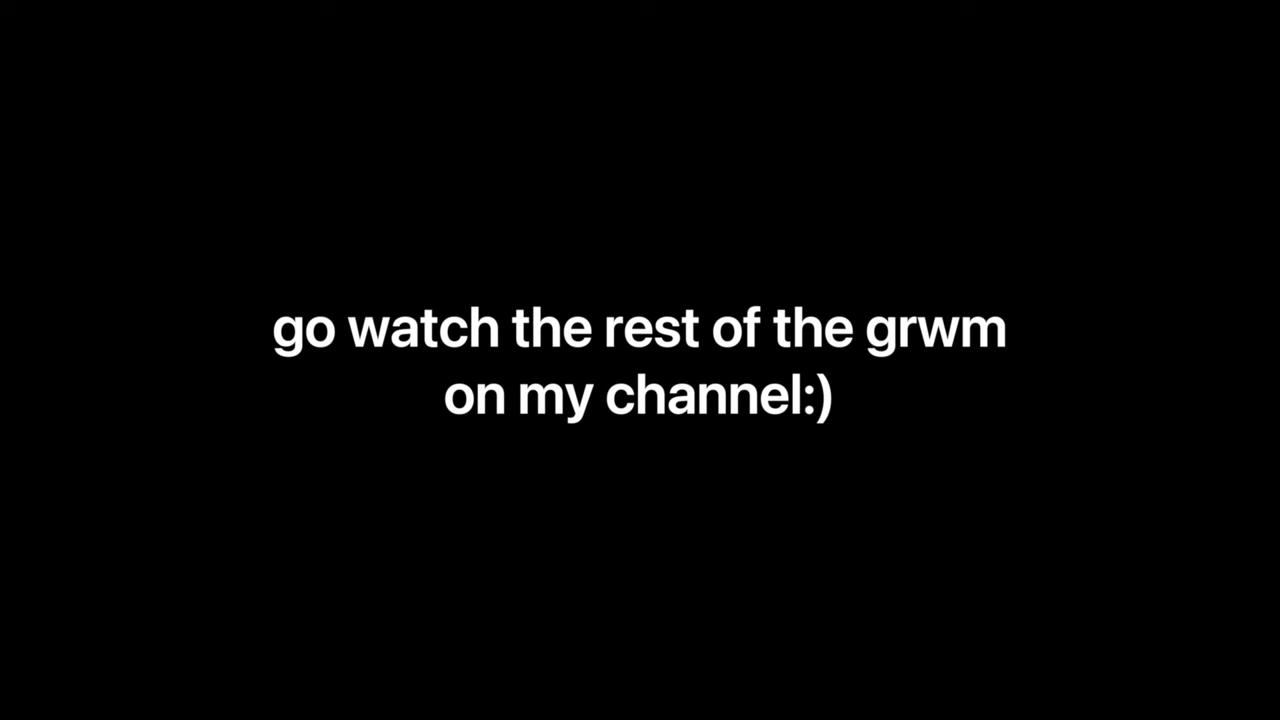 go watch the rest of the grwm
on my channel:)